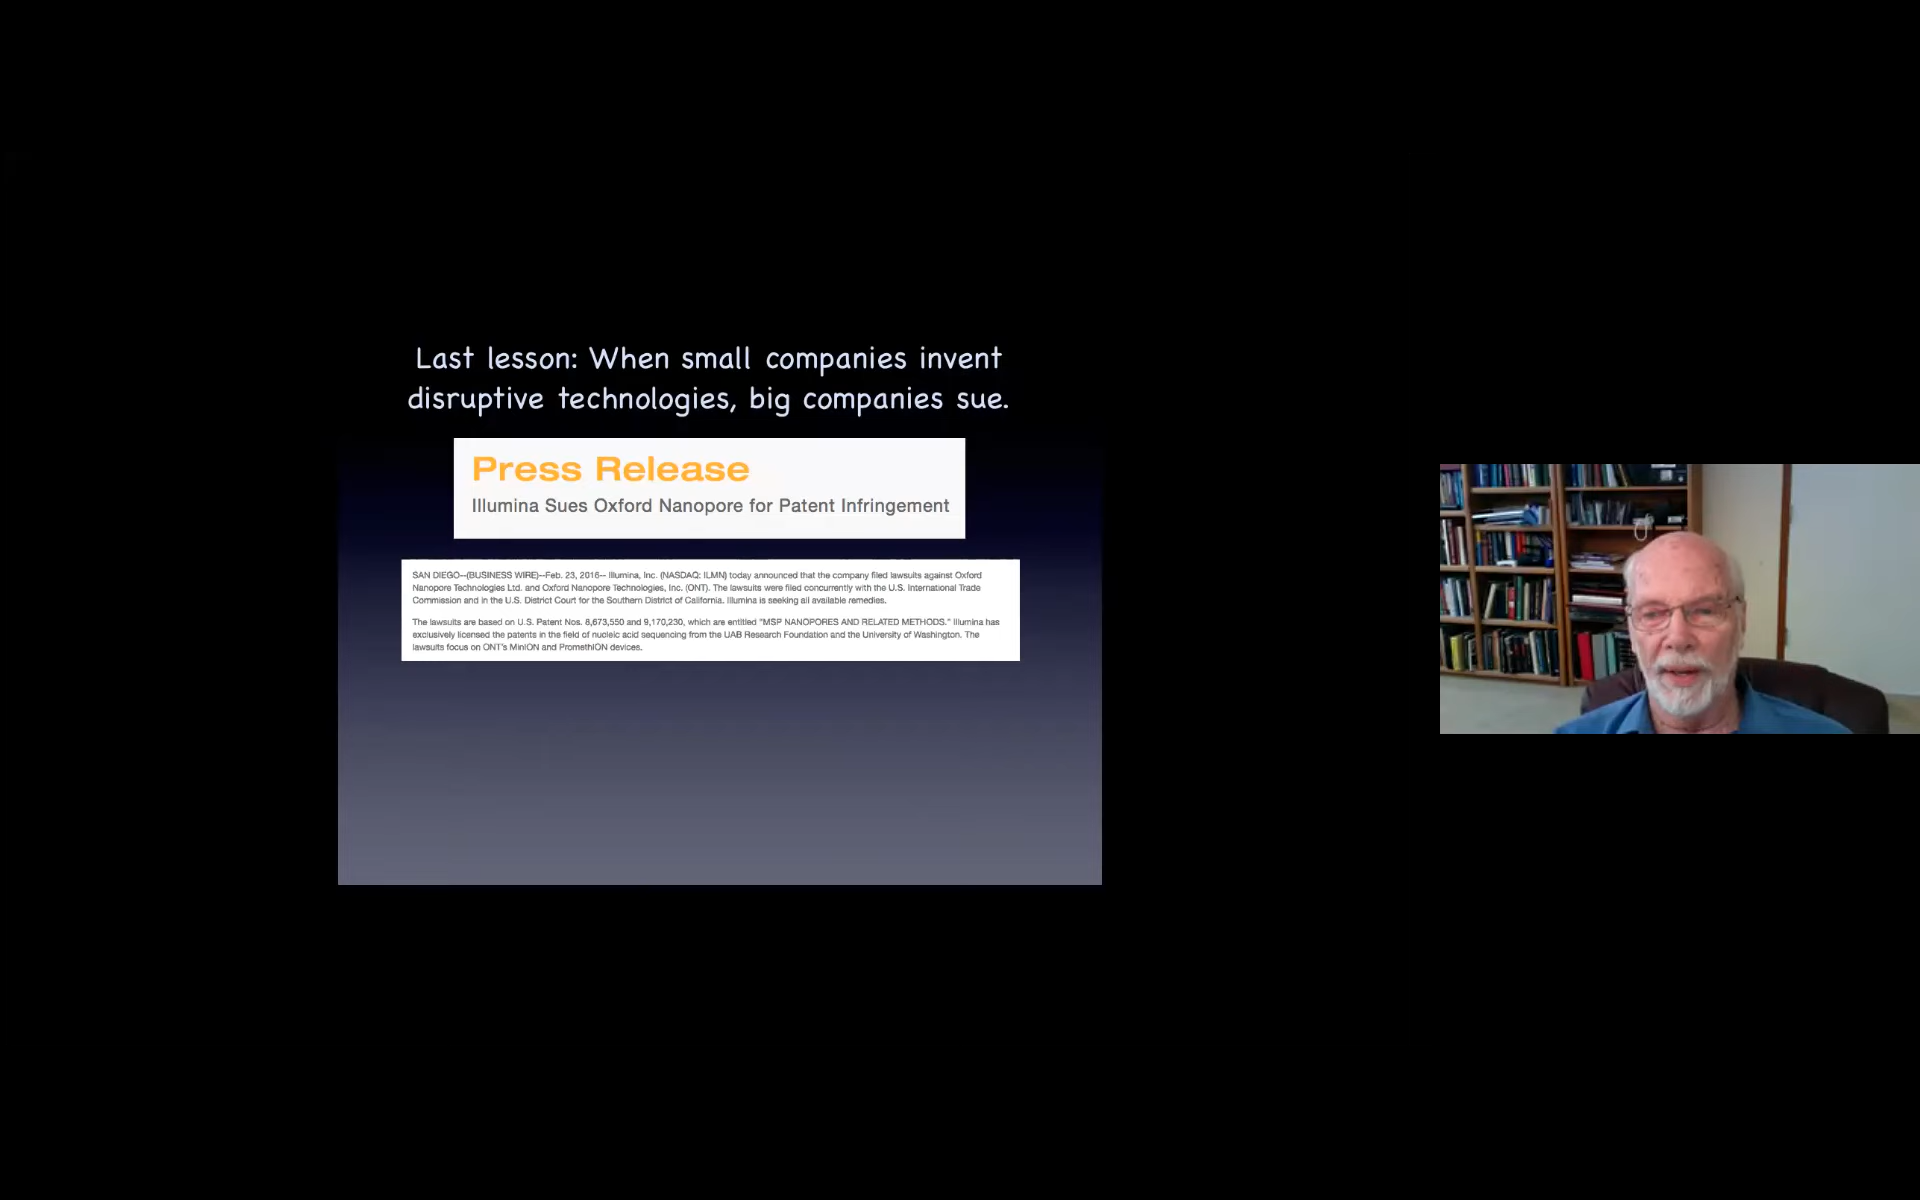 Last lesson: When small companies invent
disruptive technologies, big companies sue.
Press Release
Illumina Sues Oxford Nanopore for Patent Infringement
SAN DIEGO--(BUSINESS WIRE)--Feb. 23, 2016-- Illumina, Inc. (NASDAQ: ILMN) today announced that the company filed lawsuits against Oxford
Nanopore Technologies Ltd. and Oxford Nanopore Technologies, Inc. (ONT). The lawsuits were filed concurrently with the U.S. International Trade
Commission and in the U.S. District Court for the Southern District of California. Illumina is seeking all available remedies.
The lawsuits are based on U.S. Patent Nos. 8,673,550 and 9,170,230, which are entitled "MSP NANOPORES AND RELATED METHODS." Illumina has
exclusively licensed the patents in the field of nucleic acid sequencing from the UAB Research Foundation and the University of Washington. The
lawsuits focus on ONT's MinION and PromethION devices.